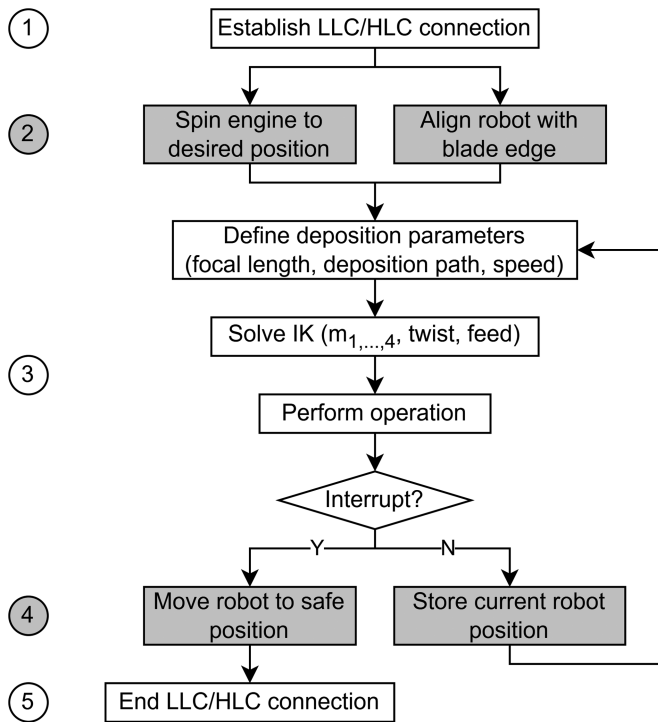 1
Establish LLC/HLC connection
2
Spin engine to
desired position
Align robot with
blade edge
Define deposition parameters
(focal length, deposition path, speed)
Solve IK (m1,...,4, twist, feed)
3
Perform operation
Interrupt?
Y
N
4
Move robot to safe
position
Store current robot
position
5
End LLC/HLC connection